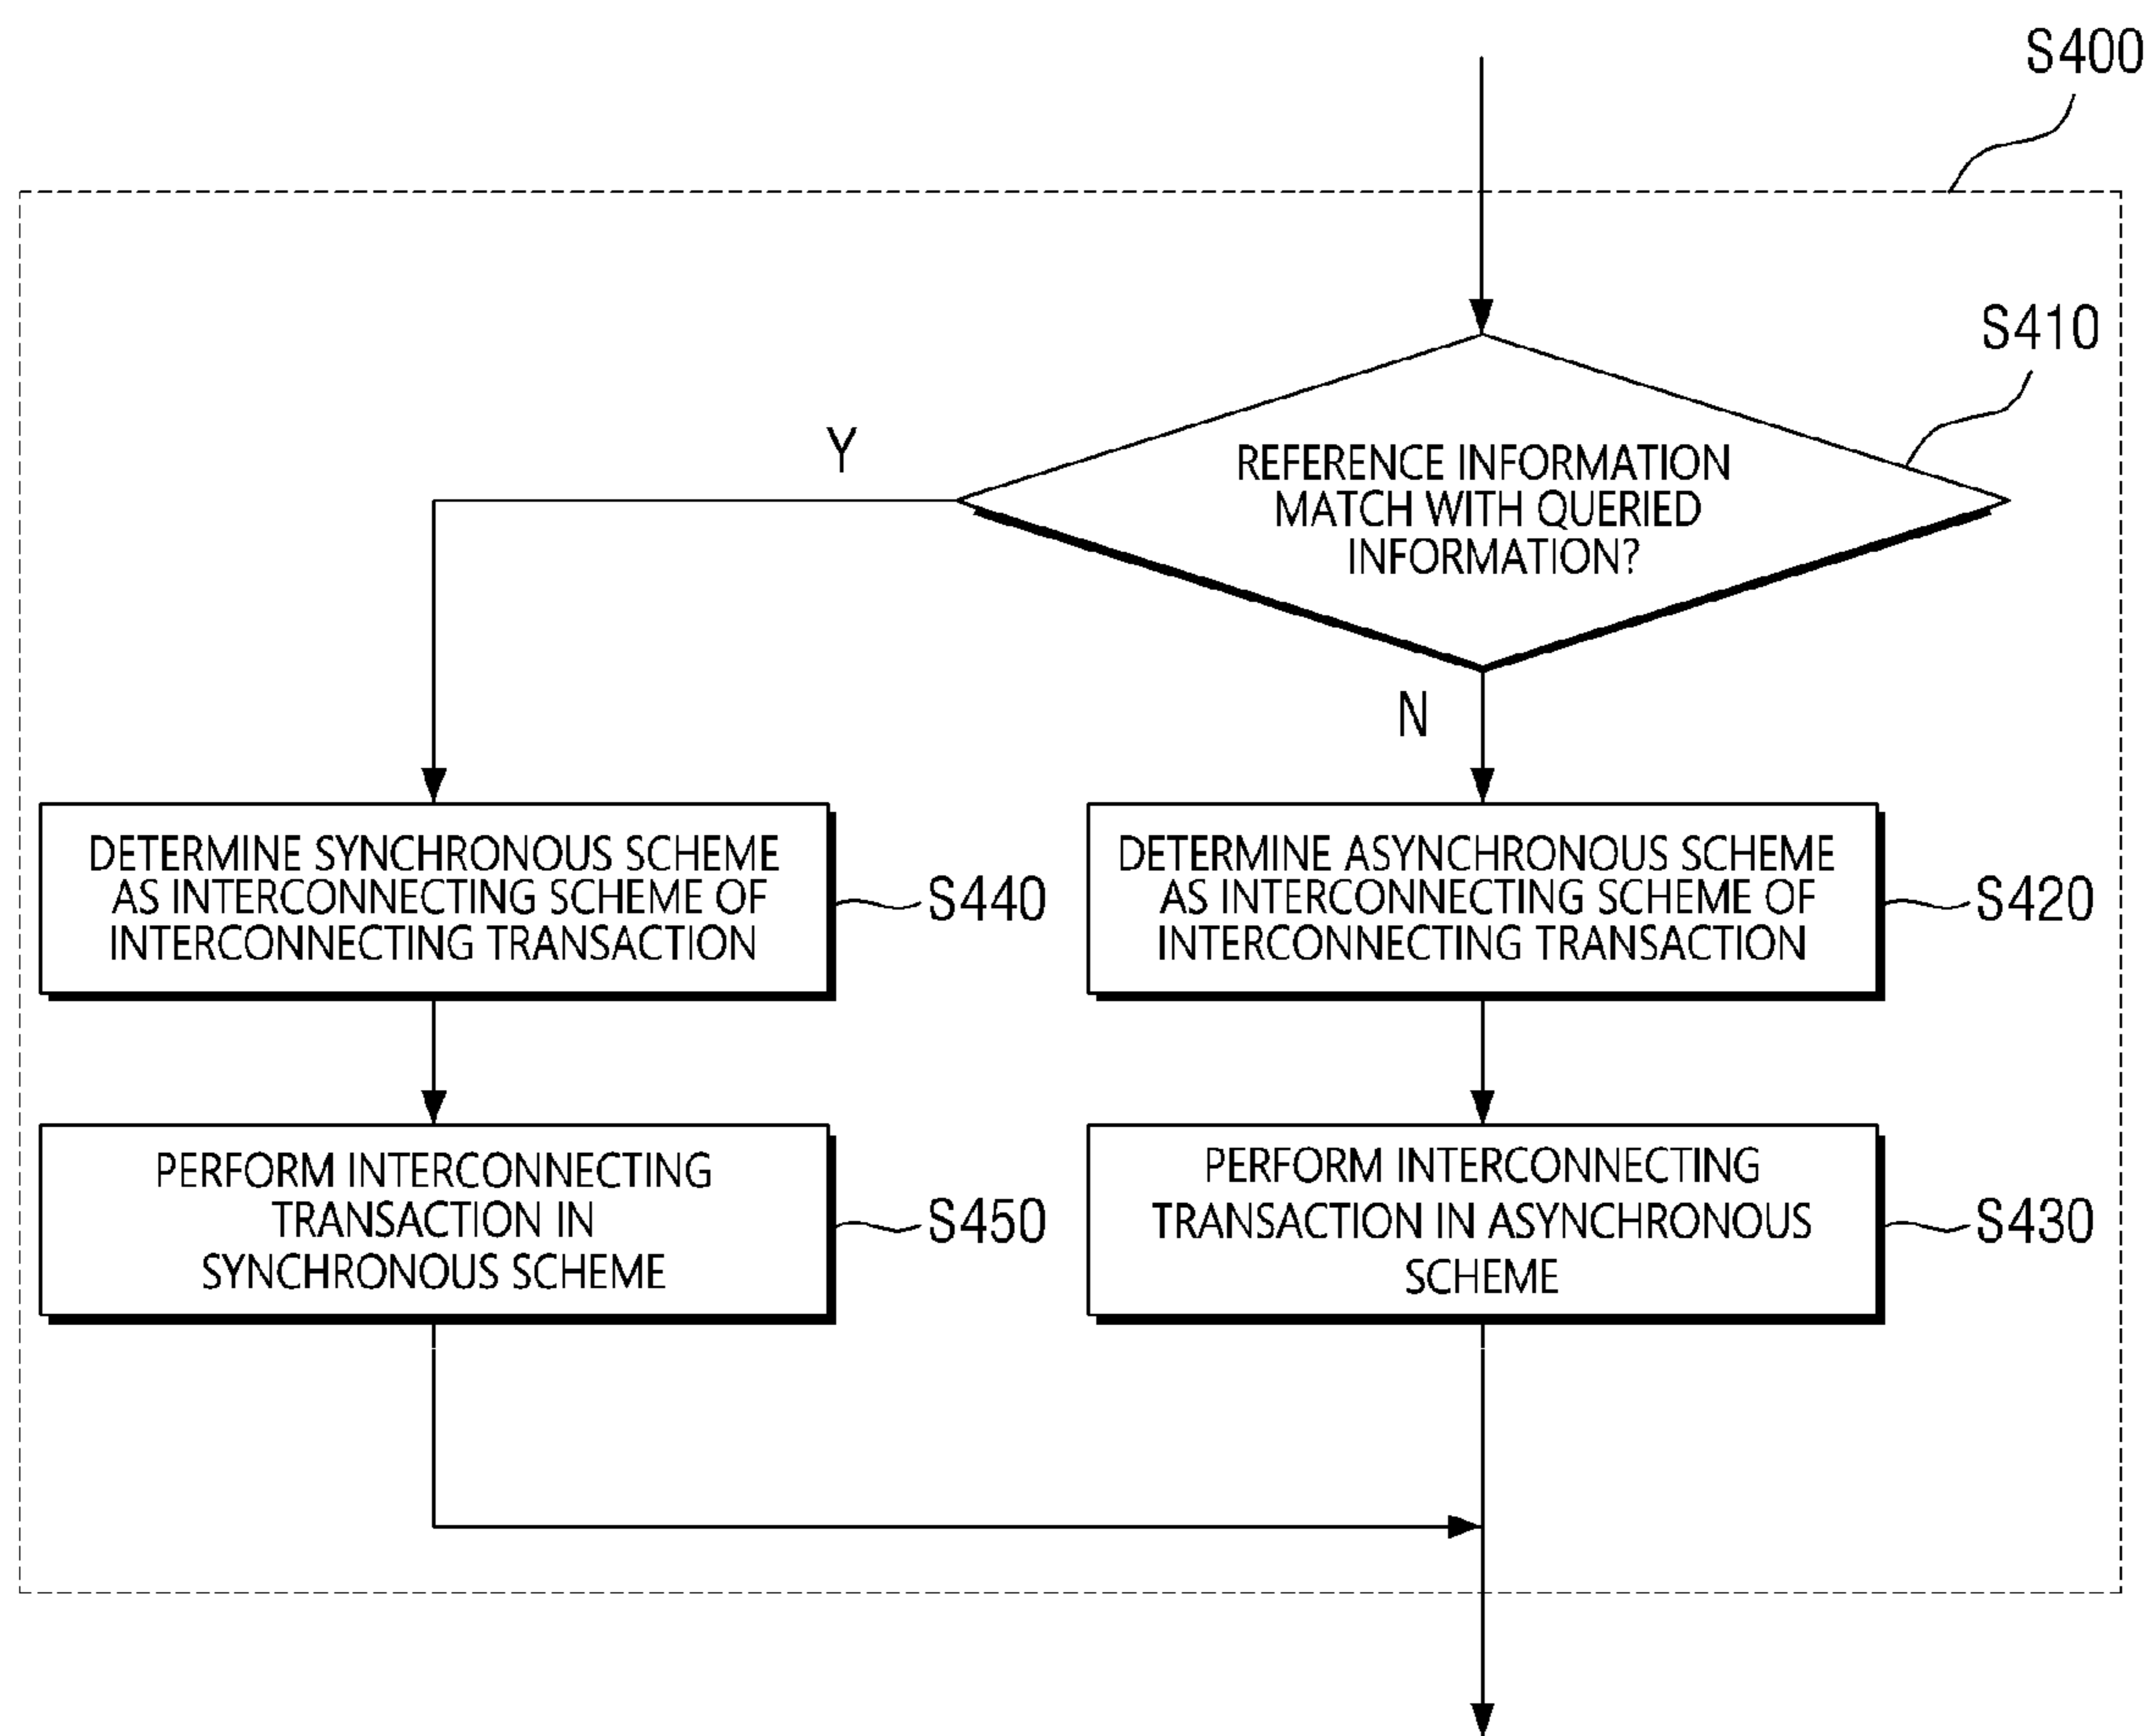 S400
S410
REFERENCE INFORMATION
MATCH WITH QUERIED
INFORMATION?
Y
N
DETERMINE SYNCHRONOUS SCHEME
AS INTERCONNECTING SCHEME OF
INTERCONNECTING TRANSACTION
S440
DETERMINE ASYNCHRONOUS SCHEME
AS INTERCONNECTING SCHEME OF
INTERCONNECTING TRANSACTION
S420
PERFORM INTERCONNECTING
TRANSACTION IN
SYNCHRONOUS SCHEME
S450
PERFORM INTERCONNECTING
TRANSACTION IN ASYNCHRONOUS
SCHEME
S430